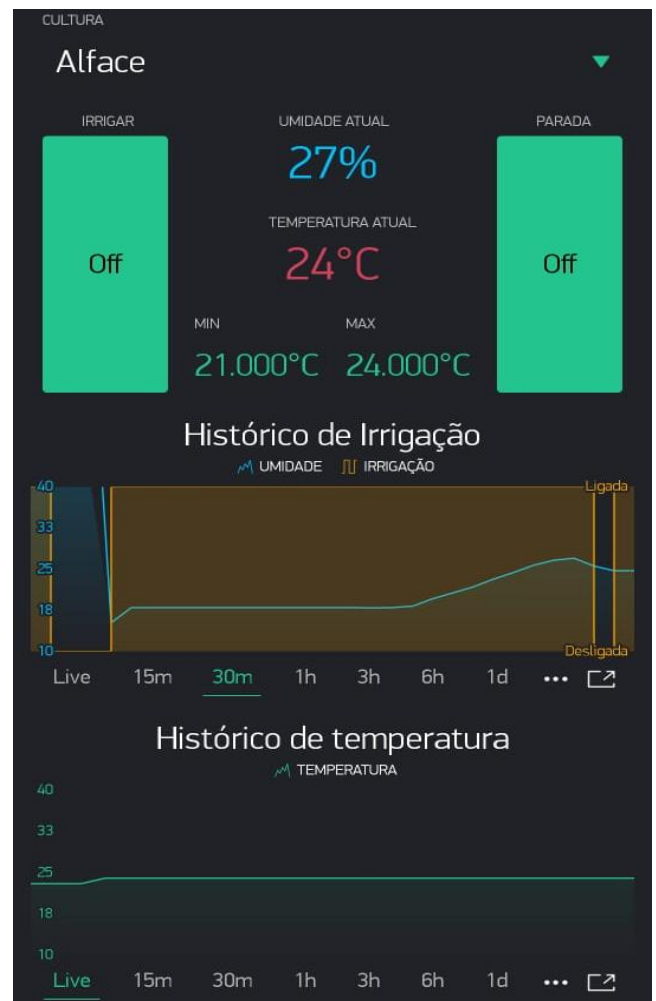 CULTURA
Alface
IRRIGAR
UMIDADE ATUAL
PARADA
27%
TEMPERATURA ATUAL
Off
24°C
Off
MIN
MAX
21.000°C
24.000°C
Histórico de Irrigação
UMIDADE IRRIGAÇÃO
40
Ligada
33
25
18
10
Desligada
Live 15m 30m 1h 3h 6h 1d ...
Histórico de temperatura
TEMPERATURA
40
33
25
18
10
Live 15m 30m 1h 3h 6h 1d ...